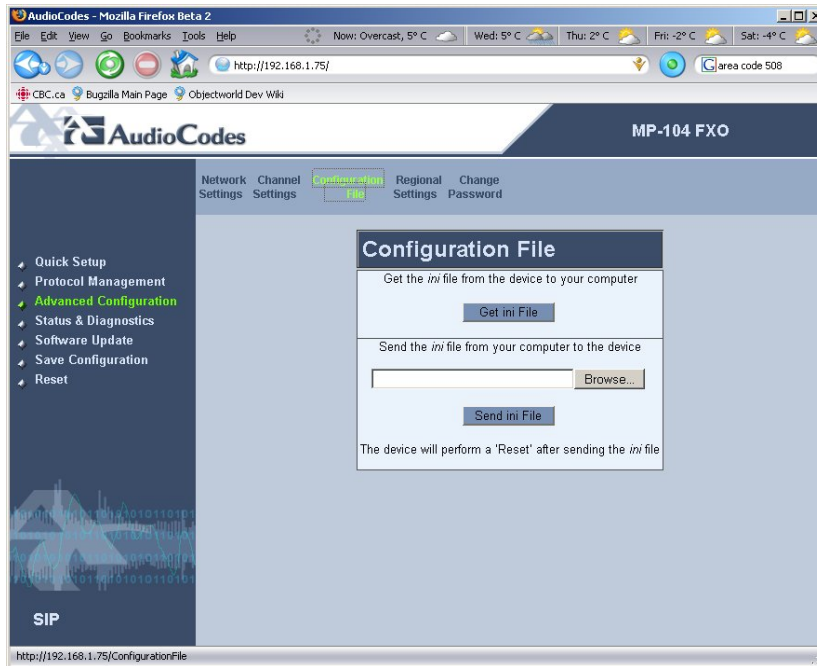 AudioCodes - Mozilla Firefox Beta 2
File Edit View Go Bookmarks Tools Help Now: Overcast, 5° C Wed: 5° C Thu: 2° C Fri: -2° C Sat: -4° C
http://192.168.1.75/ area code 508
CBC.ca Bugzilla Main Page Objectworld Dev Wiki
AudioCodes MP-104 FXO
Network Settings Channel Settings Configuration File Regional Settings Change Password
Quick Setup
Protocol Management
Advanced Configuration
Status & Diagnostics
Software Update
Save Configuration
Reset
Configuration File
Get the ini file from the device to your computer
Get ini File
Send the ini file from your computer to the device
Browse...
Send ini File
The device will perform a 'Reset' after sending the ini file
SIP
http://192.168.1.75/ConfigurationFile